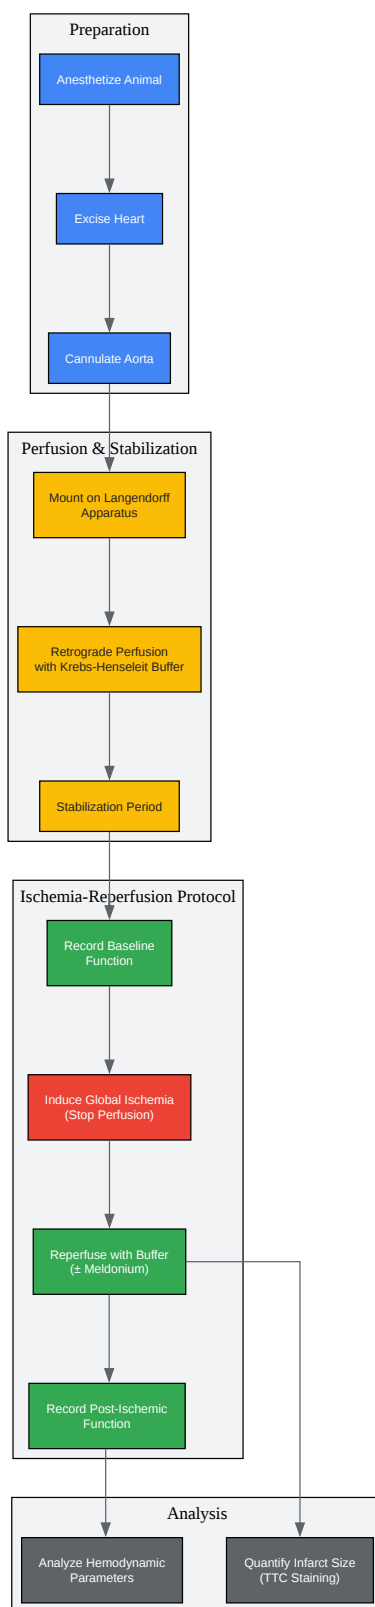 Preparation
Anesthetize Animal
Excise Heart
Cannulate Aorta
Perfusion & Stabilization
Mount on Langendorff
Apparatus
Retrograde Perfusion
with Krebs-Henseleit Buffer
Stabilization Period
Ischemia-Reperfusion Protocol
Record Baseline
Function
Induce Global Ischemia
(Stop Perfusion)
Reperfuse with Buffer
(± Meldonium)
Record Post-Ischemic
Function
Analysis
Analyze Hemodynamic
Parameters
Quantify Infarct Size
(TTC Staining)